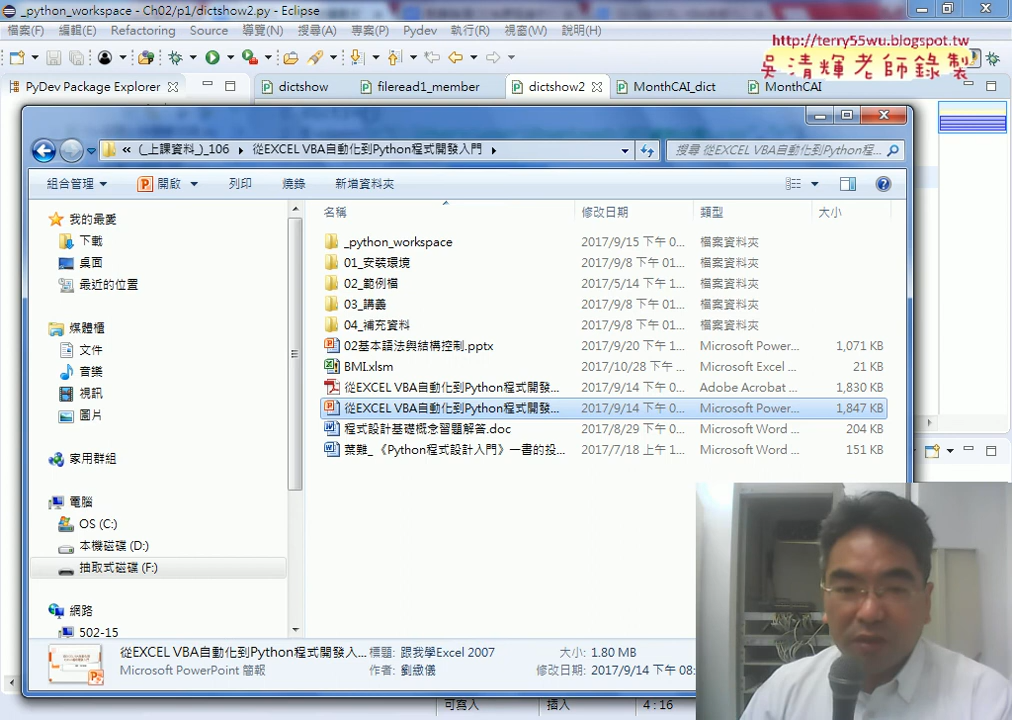 _python_workspace - Ch02/p1/dictshow2.py - Eclipse
檔案(F) 編輯(E) Refactoring Source 導覽(N) 搜尋(A) 專案(P) Pydev 執行(R) 視窗(W) 說明(H)
http://terry55wu.blogspot.tw
吳清輝老師錄製
PyDev Package Explorer dictshow fileread1_member dictshow2 MonthCAI_dict MonthCAI
« (_上課資料_)_106 從EXCEL VBA自動化到Python程式開發入門
搜尋 從EXCEL VBA自動化到Python程...
組合管理 開啟 列印 燒錄 新增資料夾
名稱 修改日期 類型 大小
我的最愛
下載
桌面
最近的位置
媒體櫃
文件
音樂
視訊
圖片
家用群組
電腦
OS (C:)
本機磁碟 (D:)
抽取式磁碟 (F:)
網路
502-15
_python_workspace 2017/9/15 下午 0... 檔案資料夾
01_安裝環境 2017/9/8 下午 01... 檔案資料夾
02_範例檔 2017/5/14 下午 1... 檔案資料夾
03_講義 2017/9/8 下午 01... 檔案資料夾
04_補充資料 2017/9/8 下午 01... 檔案資料夾
02基本語法與結構控制.pptx 2017/9/20 下午 1... Microsoft Power... 1,071 KB
BMI.xlsm 2017/10/28 下午 ... Microsoft Excel ... 21 KB
從EXCEL VBA自動化到Python程式開發... 2017/9/14 下午 0... Adobe Acrobat ... 1,830 KB
從EXCEL VBA自動化到Python程式開發... 2017/9/14 下午 0... Microsoft Power... 1,847 KB
程式設計基礎概念習題解答.doc 2017/8/29 下午 0... Microsoft Word ... 204 KB
葉難_《Python程式設計入門》一書的投... 2017/7/18 上午 1... Microsoft Word ... 151 KB
從EXCEL VBA自動化到Python程式開發入... 標題: 跟我學Excel 2007 大小: 1.80 MB
Microsoft PowerPoint 簡報 作者: 劉緻儀 修改日期: 2017/9/14 下午 08:
可寫入 插入 4 : 16